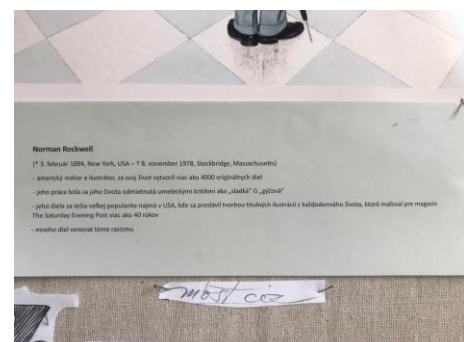 Norman Rockwell
(* 3. február 1894, New York, USA – † 8. november 1978, Stockbridge, Massachusetts)
- americký maliar a ilustrátor, za svoj život vytvoril viac ako 4000 originálnych diel
- jeho práca bola za jeho života odmietnutá umeleckými kritikmi ako „sladká“ či „gýčová“
- jeho diela sa tešia veľkej popularite najmä v USA, kde sa preslávil tvorbou titulných ilustrácií z každodenného života, ktoré maľoval pre magazín
The Saturday Evening Post viac ako 40 rokov
- mnoho diel venoval téme rasizmu
most cez